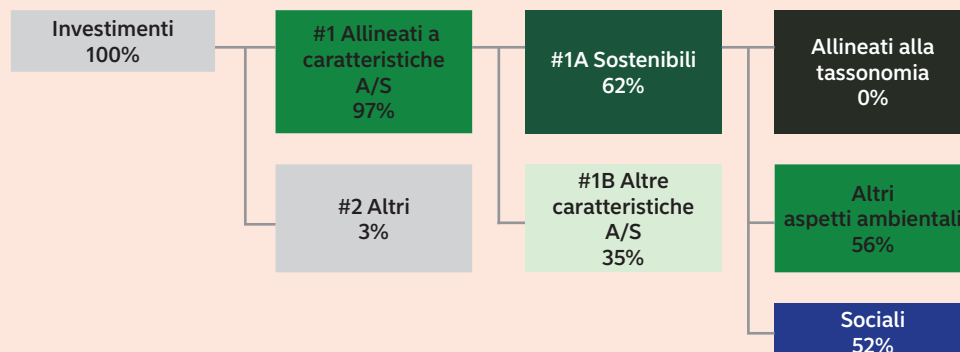 Investimenti
100%
#1 Allineati a
caratteristiche
A/S
97%
#1A Sostenibili
62%
Allineati alla
tassonomia
0%
#2 Altri
3%
#1B Altre
caratteristiche
A/S
35%
Altri
aspetti ambientali
56%
Sociali
52%